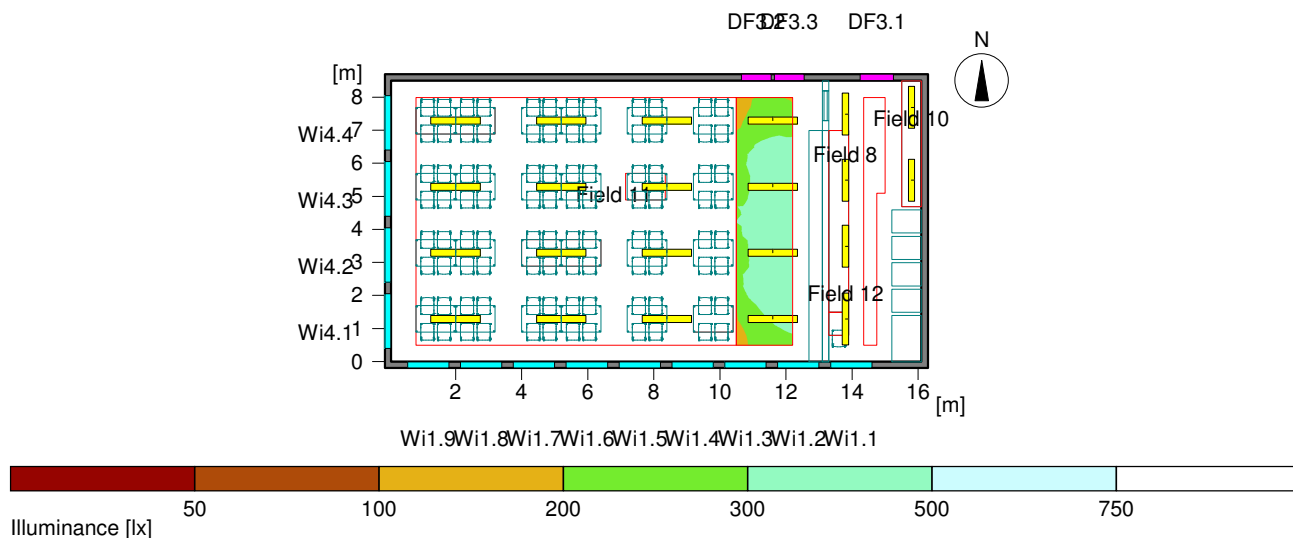 DF3.2 DF3.3 DF3.1
N
[m]
8
7
6
5
4
3
2
1
0
Wi4.4
Wi4.3
Wi4.2
Wi4.1
Field 10
Field 8
Field 11
Field 12
2 4 6 8 10 12 14 16
[m]
Wi1.9 Wi1.8 Wi1.7 Wi1.6 Wi1.5 Wi1.4 Wi1.3 Wi1.2 Wi1.1
50 100 200 300 500 750
Illuminance [lx]